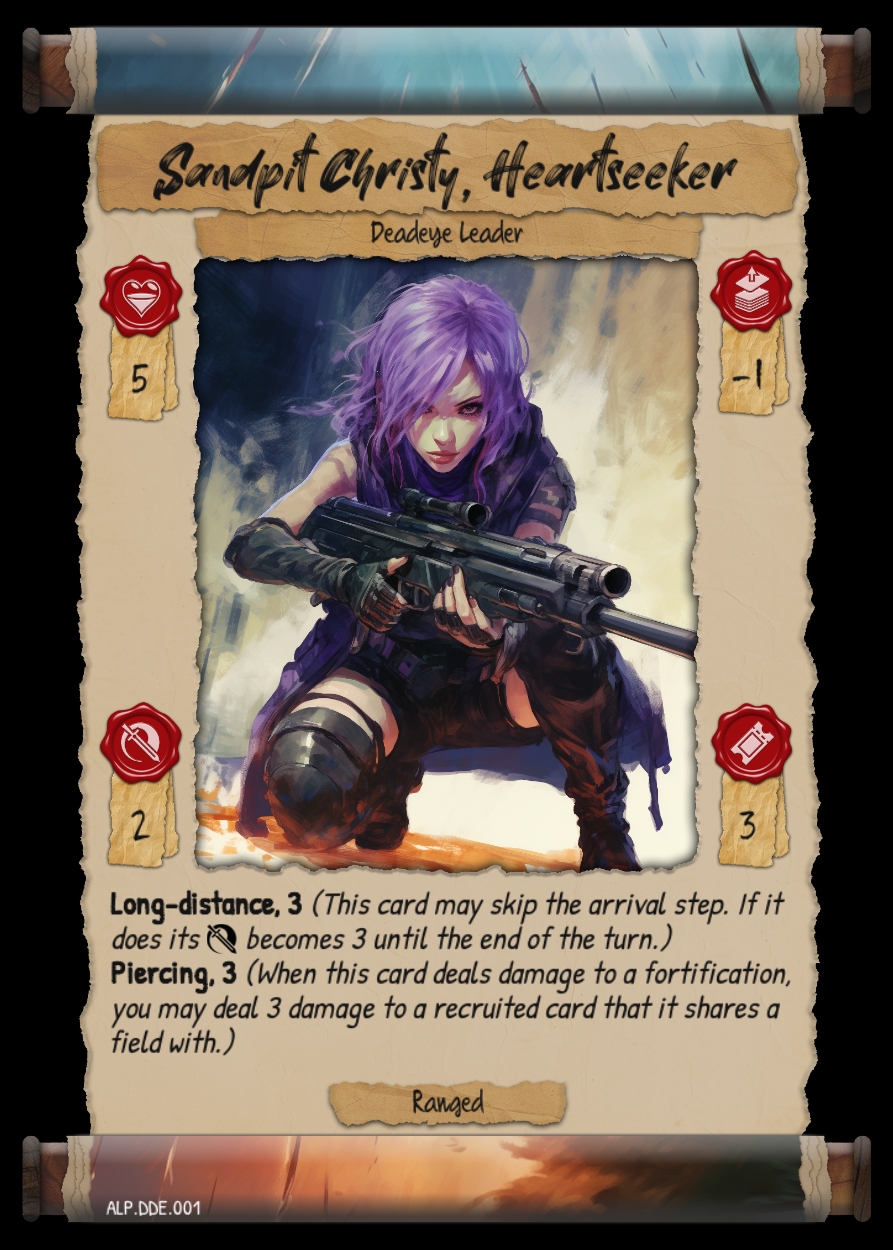 Sandpit Christy, Heartseeker
Deadeye Leader
5
-1
2
3
Long-distance, 3 (This card may skip the arrival step. If it
does its becomes 3 until the end of the turn.)
Piercing, 3 (When this card deals damage to a fortification,
you may deal 3 damage to a recruited card that it shares a
field with.)
Ranged
ALP.DDE.001